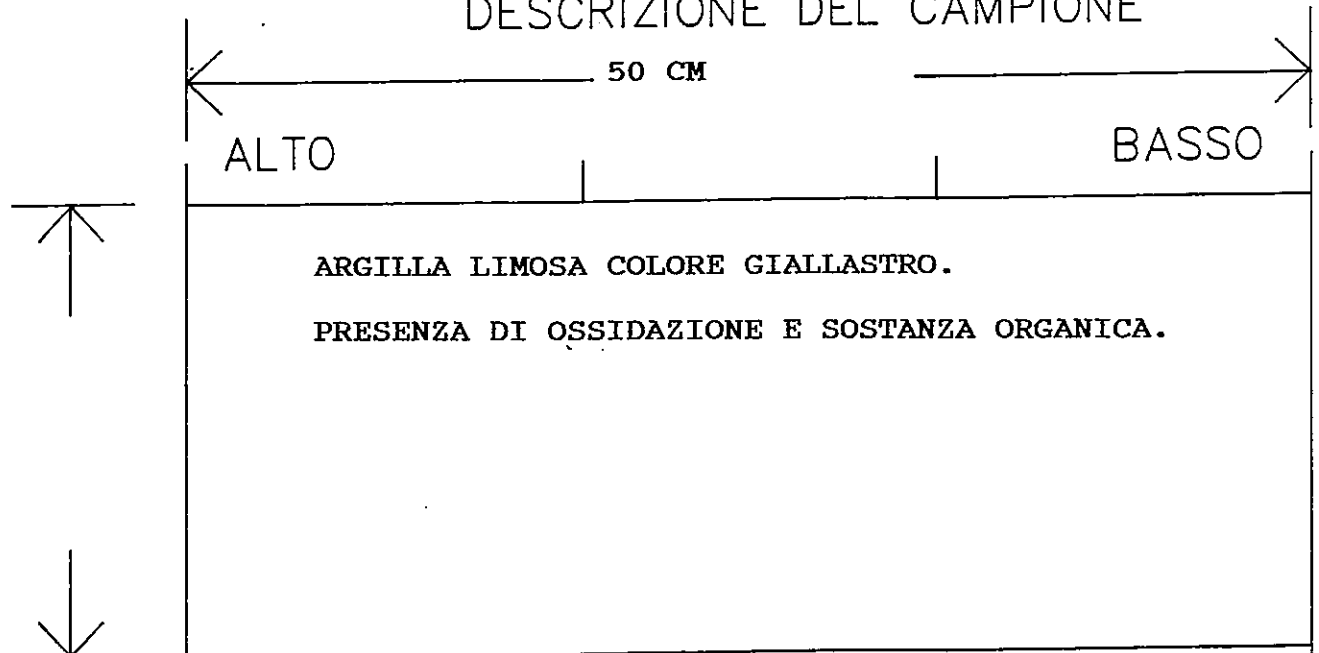 DESCRIZIONE DEL CAMPIONE
50 CM
ALTO BASSO
ARGILLA LIMOSA COLORE GIALLASTRO.
PRESENZA DI OSSIDAZIONE E SOSTANZA ORGANICA.